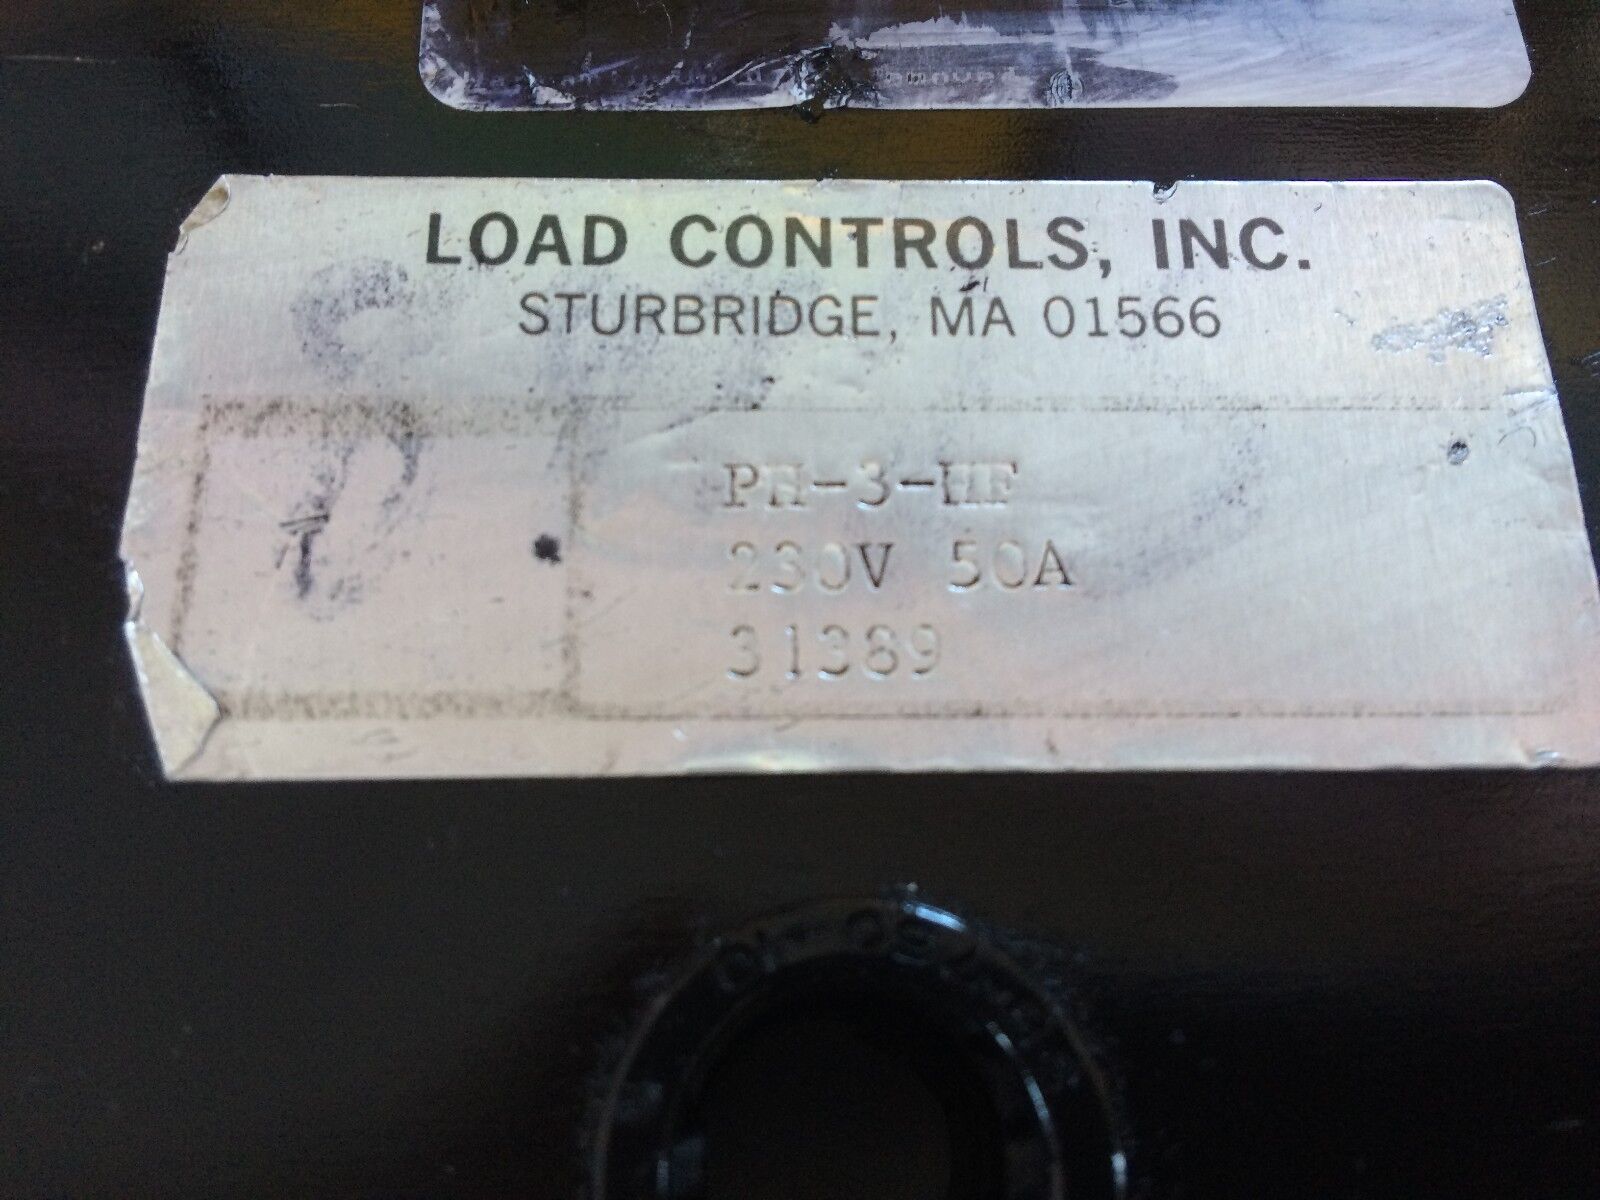 LOAD CONTROLS, INC.
STURBRIDGE, MA 01566
PH-3-HF
230V 50A
31389